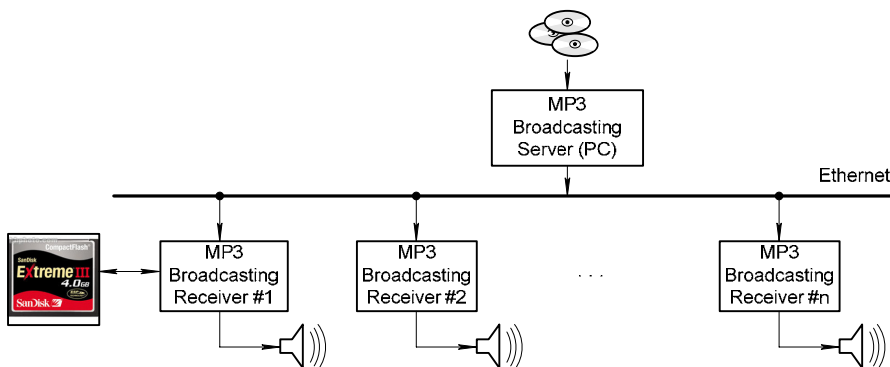 MP3
Broadcasting
Server (PC)
Ethernet
CompactFlash®
SanDisk
Extreme III
4.0GB
SanDisk
MP3
Broadcasting
Receiver #1
MP3
Broadcasting
Receiver #2
. . .
MP3
Broadcasting
Receiver #n